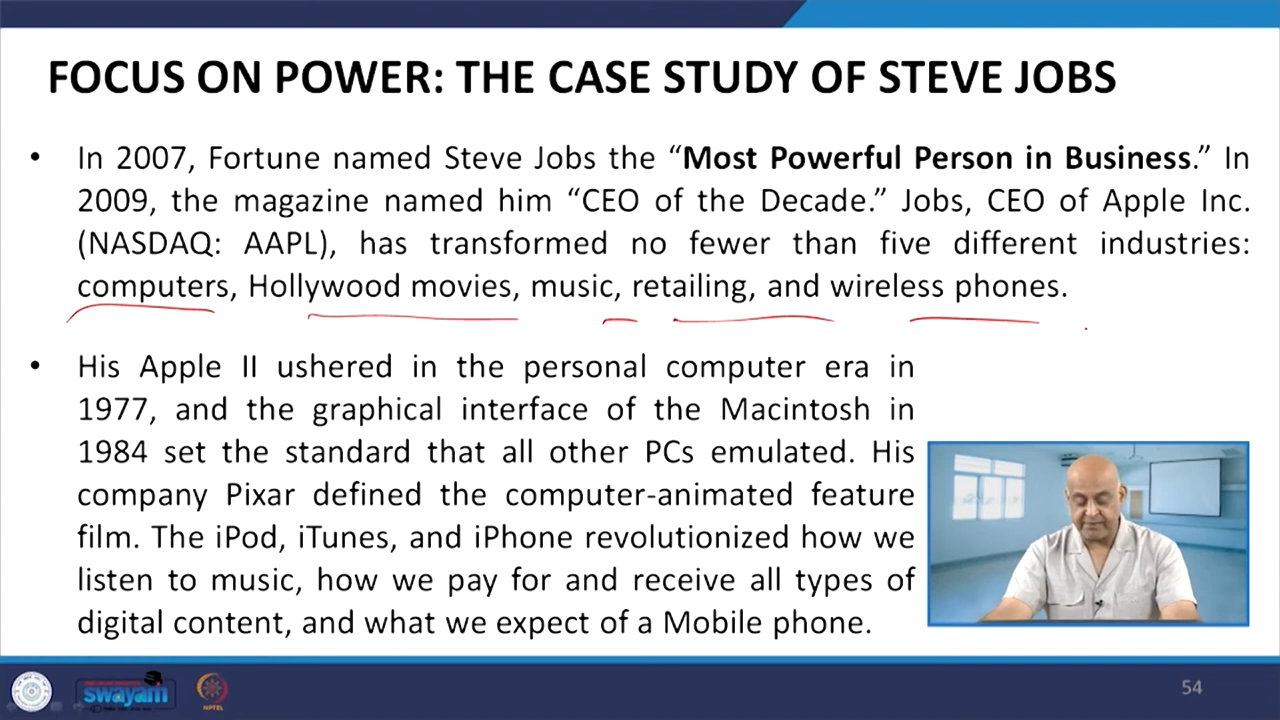 FOCUS ON POWER: THE CASE STUDY OF STEVE JOBS
• In 2007, Fortune named Steve Jobs the “Most Powerful Person in Business.” In
2009, the magazine named him “CEO of the Decade.” Jobs, CEO of Apple Inc.
(NASDAQ: AAPL), has transformed no fewer than five different industries:
computers, Hollywood movies, music, retailing, and wireless phones.
• His Apple II ushered in the personal computer era in
1977, and the graphical interface of the Macintosh in
1984 set the standard that all other PCs emulated. His
company Pixar defined the computer-animated feature
film. The iPod, iTunes, and iPhone revolutionized how we
listen to music, how we pay for and receive all types of
digital content, and what we expect of a Mobile phone.
swayam
NPTEL
54